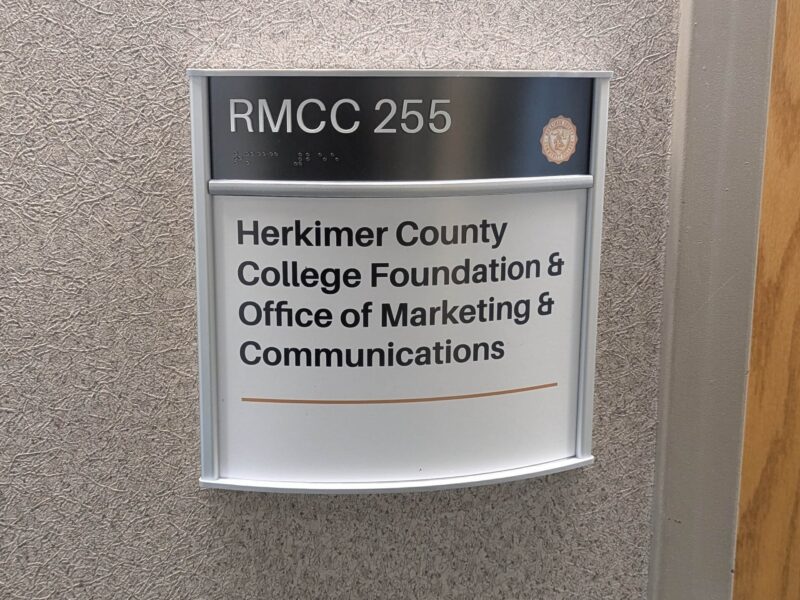 RMCC 255
Herkimer County
College Foundation &
Office of Marketing &
Communications